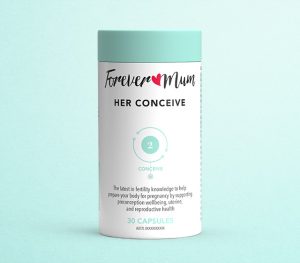 Forever Mum
HER CONCEIVE
2
CONCEIVE
The latest in fertility knowledge to help
prepare your body for pregnancy by supporting
preconception wellbeing, uterine,
and reproductive health
30 CAPSULES